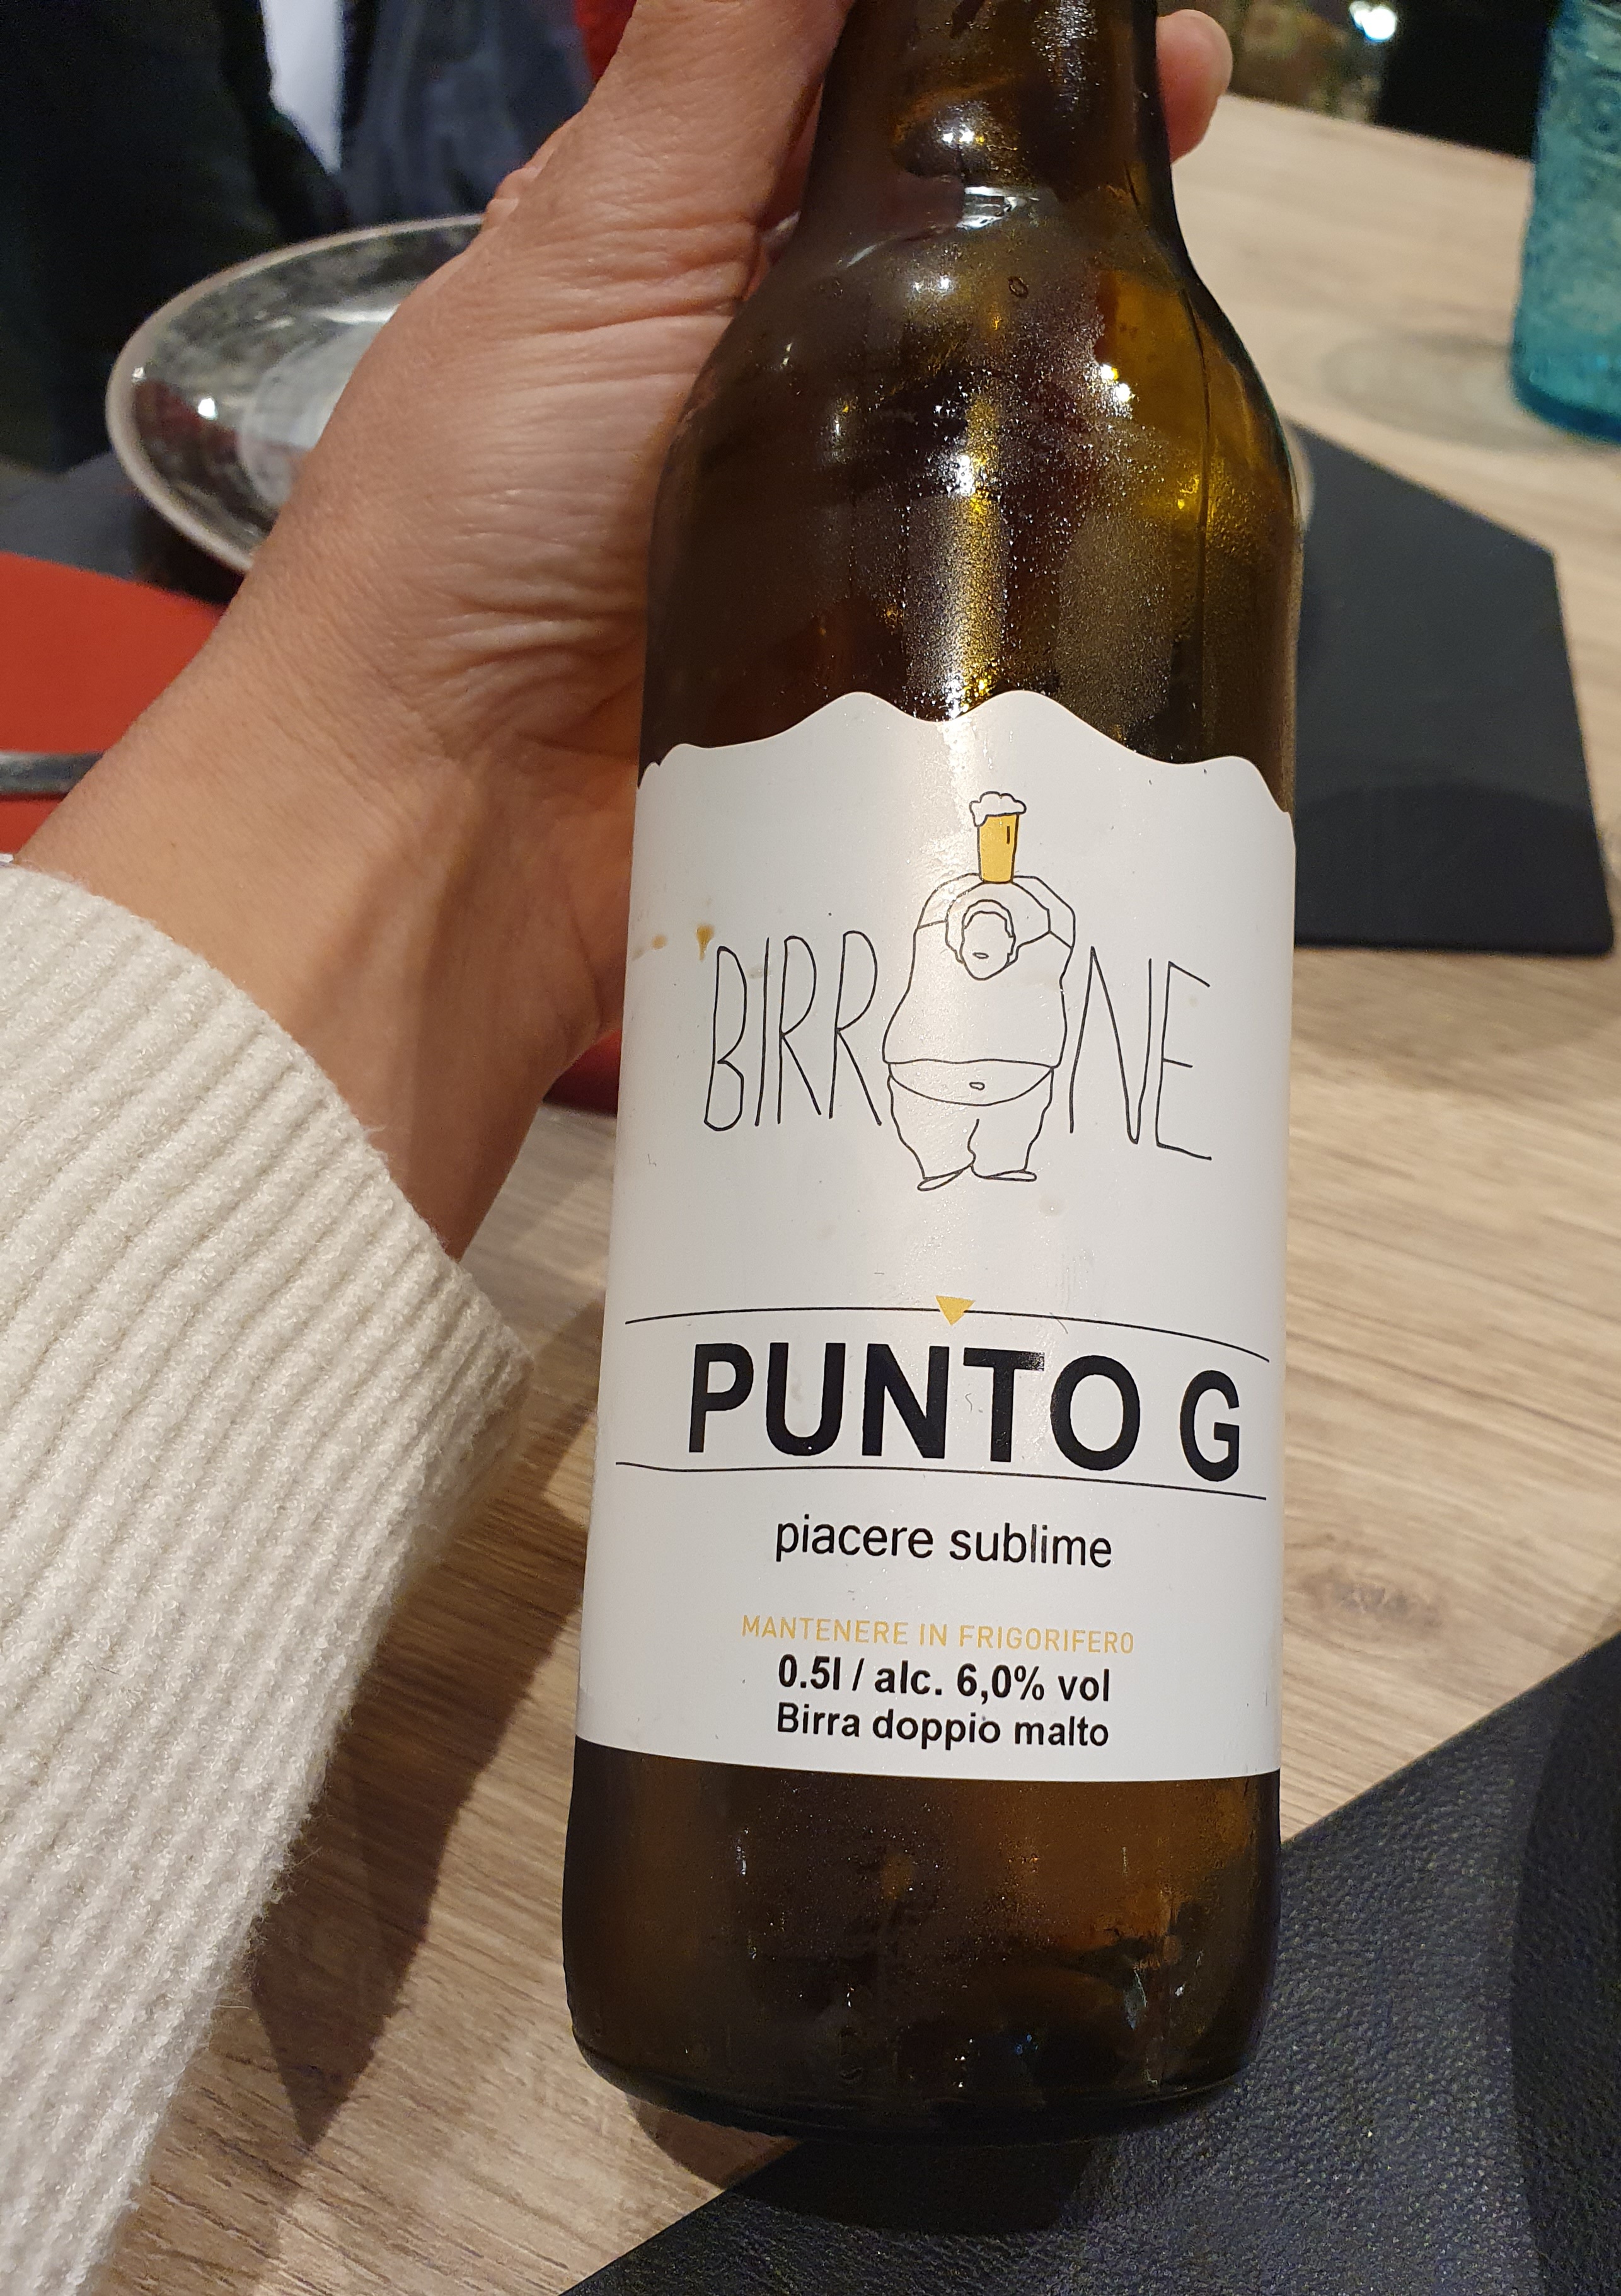 BIRRONE
PUNTO G
piacere sublime
MANTENERE IN FRIGORIFERO
0.5l / alc. 6,0% vol
Birra doppio malto